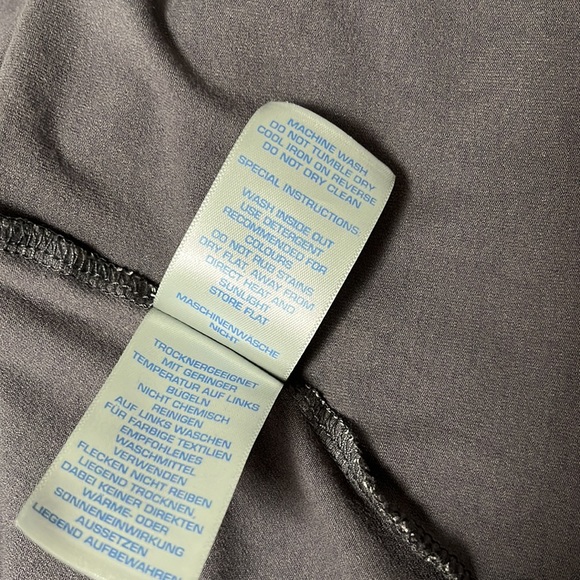 MACHINE WASH
DO NOT TUMBLE DRY
COOL IRON ON REVERSE
DO NOT DRY CLEAN
SPECIAL INSTRUCTIONS:
WASH INSIDE OUT
USE DETERGENT
RECOMMENDED FOR
COLOURS
DO NOT RUB STAINS
DRY FLAT, AWAY FROM
DIRECT HEAT AND
SUNLIGHT
STORE FLAT
MASCHINENWÄSCHE
NICHT
TROCKNERGEEIGNET
MIT GERINGER
TEMPERATUR AUF LINKS
BÜGELN
NICHT CHEMISCH
REINIGEN
AUF LINKS WASCHEN
FÜR FARBIGE TEXTILIEN
EMPFOHLENES
WASCHMITTEL
VERWENDEN
FLECKEN NICHT REIBEN
LIEGEND TROCKNEN,
DABEI KEINER DIREKTEN
WÄRME- ODER
SONNENEINWIRKUNG
AUSSETZEN
LIEGEND AUFBEWAHREN